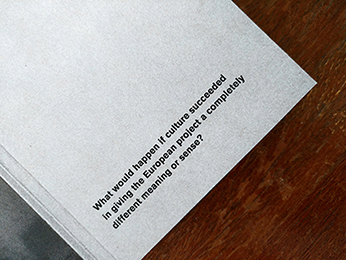 What would happen if culture succeeded
in giving the European project a completely
different meaning or sense?